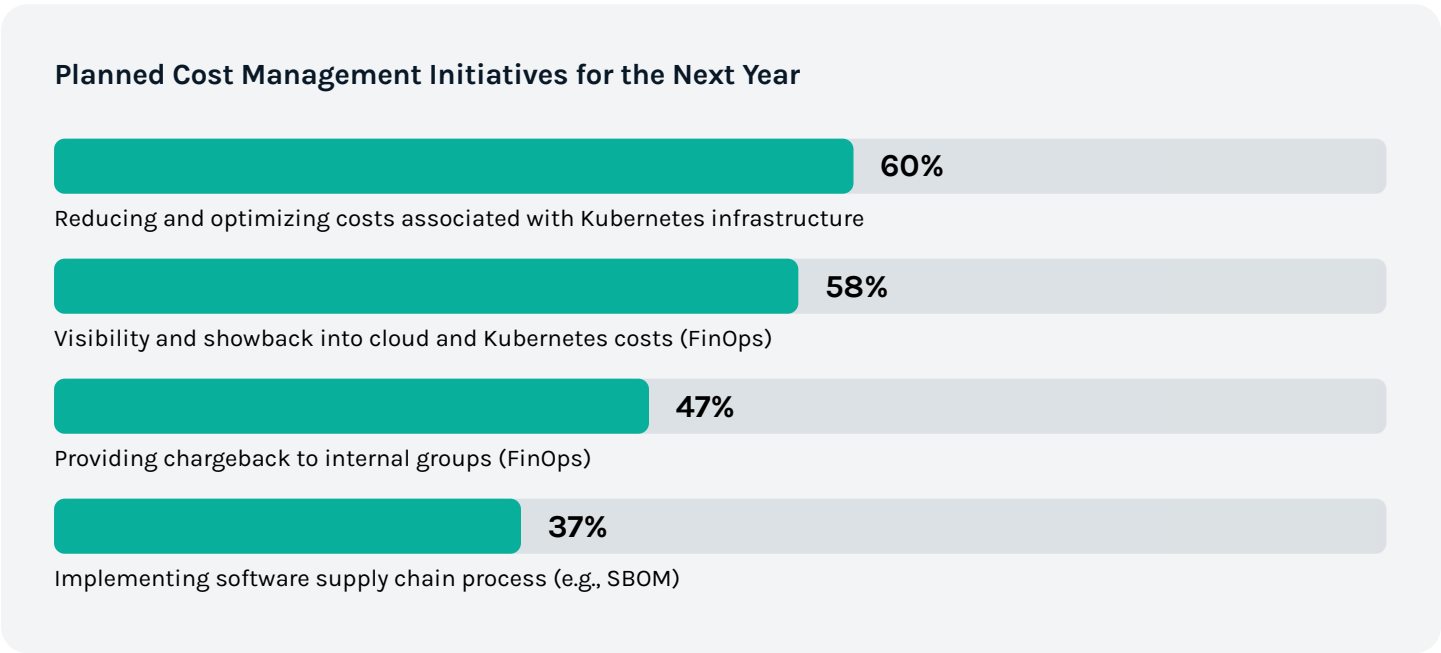 Planned Cost Management Initiatives for the Next Year
60%
Reducing and optimizing costs associated with Kubernetes infrastructure
58%
Visibility and showback into cloud and Kubernetes costs (FinOps)
47%
Providing chargeback to internal groups (FinOps)
37%
Implementing software supply chain process (e.g., SBOM)